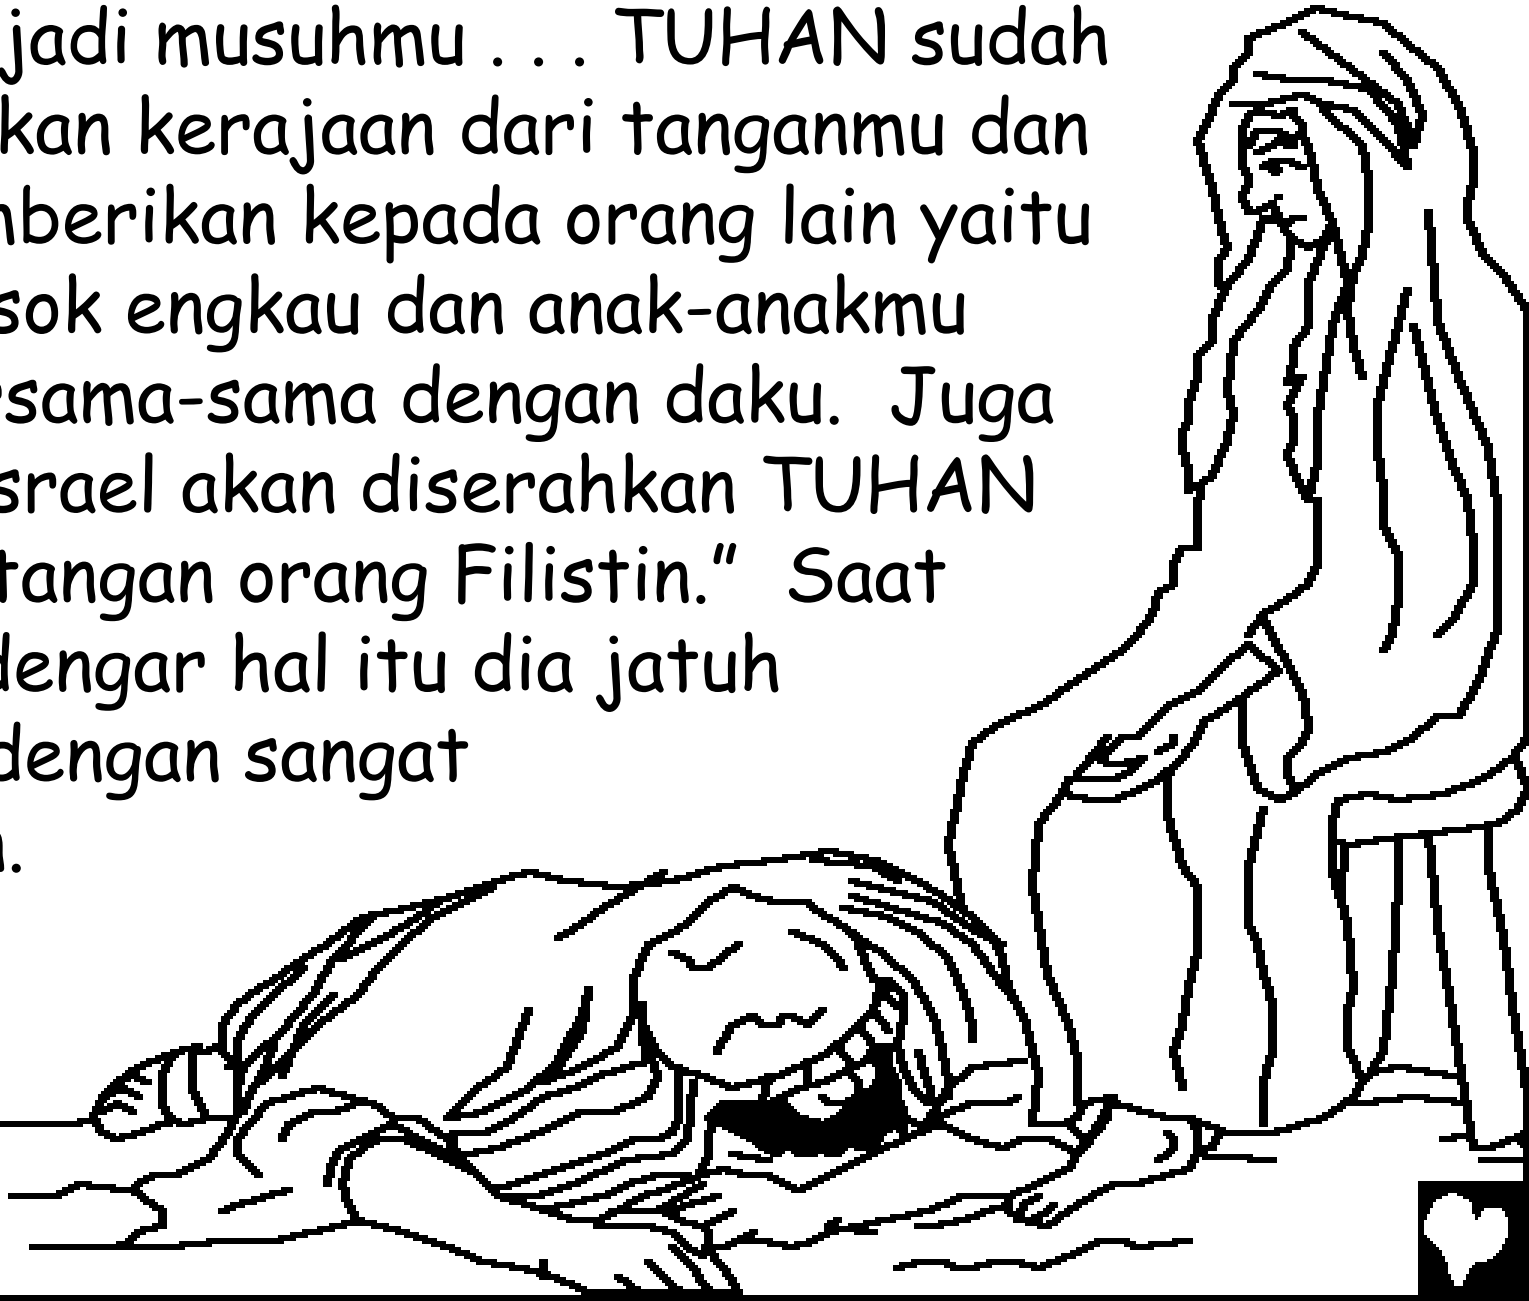 jadi musuhmu . . . TUHAN sudah
kan kerajaan dari tanganmu dan
berikan kepada orang lain yaitu
sok engkau dan anak-anakmu
sama-sama dengan daku. Juga
srael akan diserahkan TUHAN
tangan orang Filistin.” Saat
dengar hal itu dia jatuh
dengan sangat